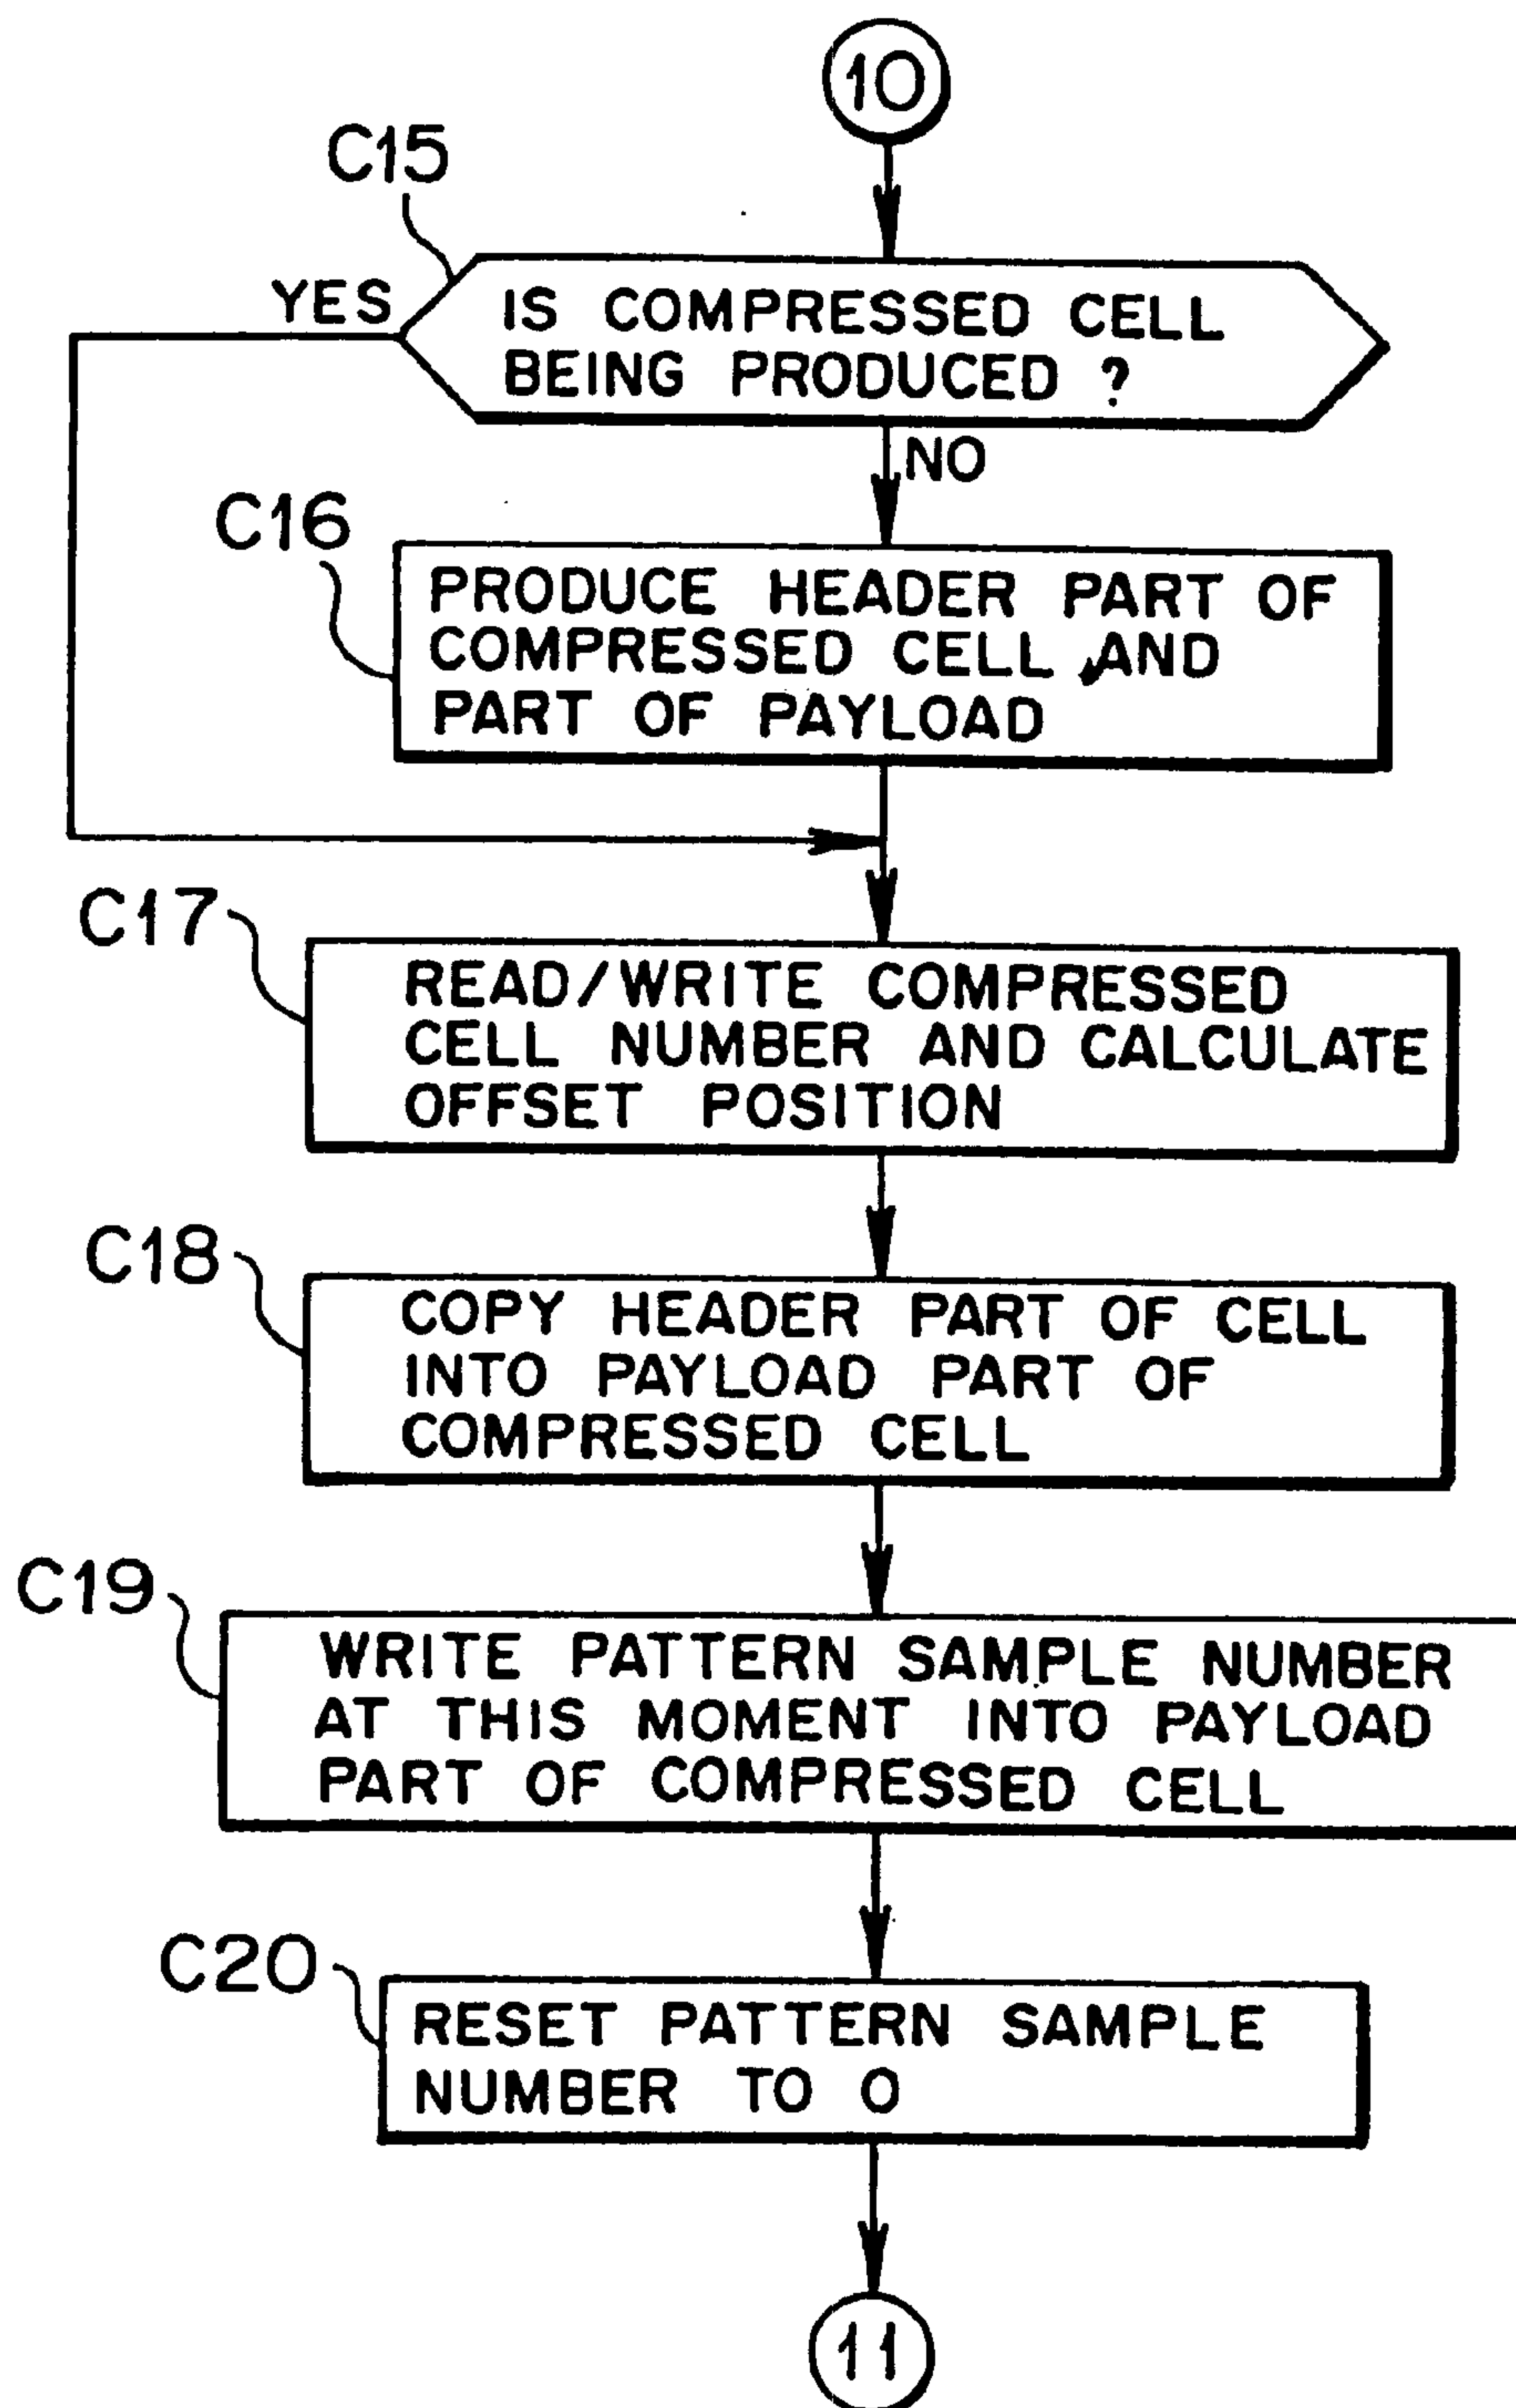 10
C15
YES
IS COMPRESSED CELL
BEING PRODUCED ?
NO
C16
PRODUCE HEADER PART OF
COMPRESSED CELL AND
PART OF PAYLOAD
C17
READ/WRITE COMPRESSED
CELL NUMBER AND CALCULATE
OFFSET POSITION
C18
COPY HEADER PART OF CELL
INTO PAYLOAD PART OF
COMPRESSED CELL
C19
WRITE PATTERN SAMPLE NUMBER
AT THIS MOMENT INTO PAYLOAD
PART OF COMPRESSED CELL
C20
RESET PATTERN SAMPLE
NUMBER TO 0
11